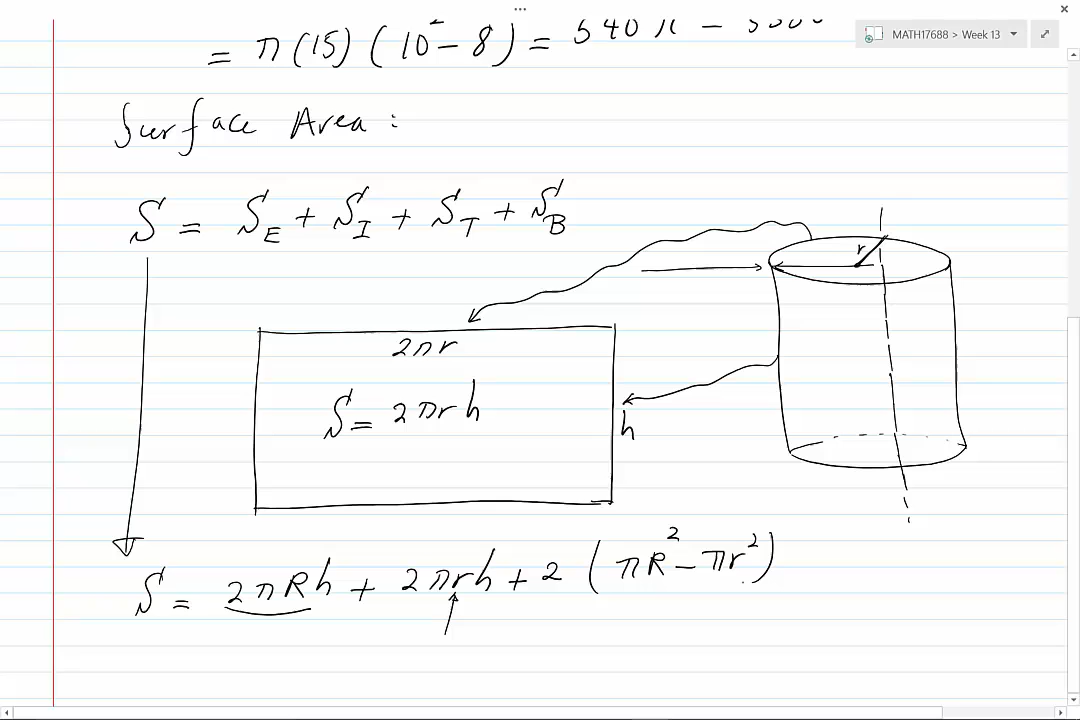 = π(15)(10² - 8) = 540π =
MATH17688 > Week 13
Surface Area :
S = S_E + S_I + S_T + S_B
r
2πr
S = 2πrh
h
S = 2πRh + 2πrh + 2(πR² - πr²)